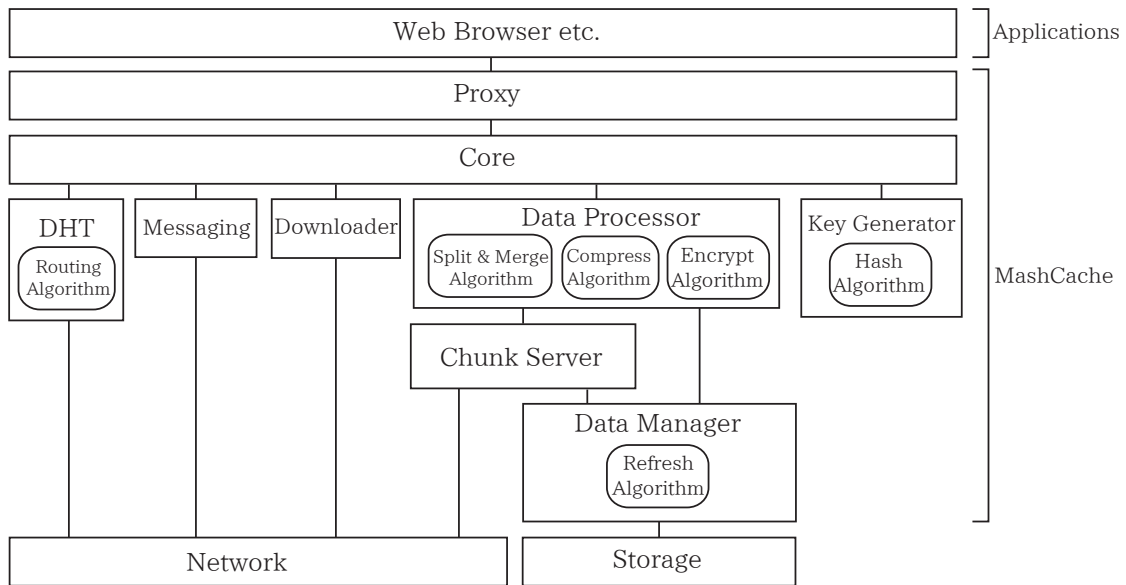 Web Browser etc.
Applications
Proxy
Core
DHT
Routing
Algorithm
Messaging
Downloader
Data Processor
Split & Merge
Algorithm
Compress
Algorithm
Encrypt
Algorithm
Key Generator
Hash
Algorithm
MashCache
Chunk Server
Data Manager
Refresh
Algorithm
Network
Storage